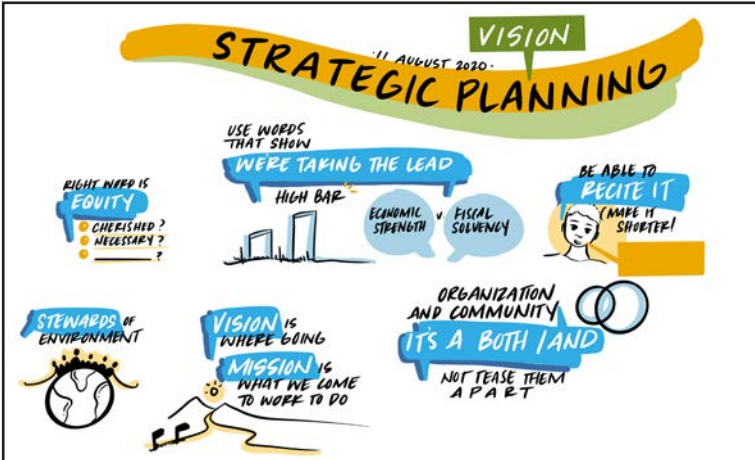 VISION
·11 AUGUST 2020·
STRATEGIC PLANNING
USE WORDS
THAT SHOW
WE'RE TAKING THE LEAD
HIGH BAR
ECONOMIC
STRENGTH
V.
FISCAL
SOLVENCY
RIGHT WORD IS
EQUITY
CHERISHED?
NECESSARY?
________?
BE ABLE TO
RECITE IT
MAKE IT
SHORTER!
STEWARDS OF
ENVIRONMENT
VISION IS
WHERE GOING
MISSION IS
WHAT WE COME
TO WORK TO DO
ORGANIZATION
AND COMMUNITY
IT'S A BOTH/AND
NOT TEASE THEM
APART